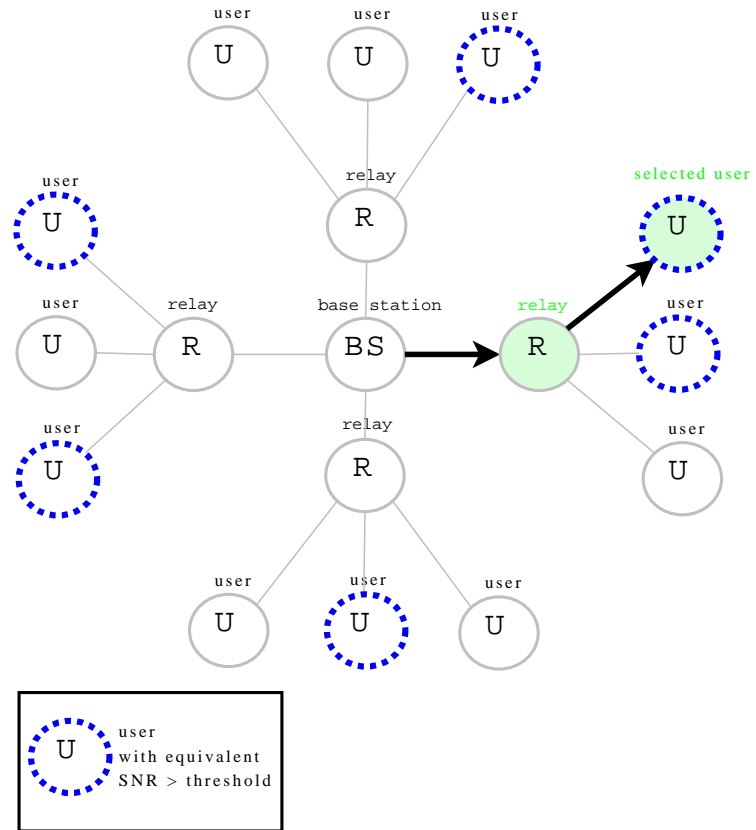 user
user
user
U
U
U
relay
R
selected user
U
user
U
user
U
relay
R
base station
BS
relay
R
user
U
user
U
relay
R
user
U
user
U
user
U
user
U
U
user
with equivalent
SNR > threshold